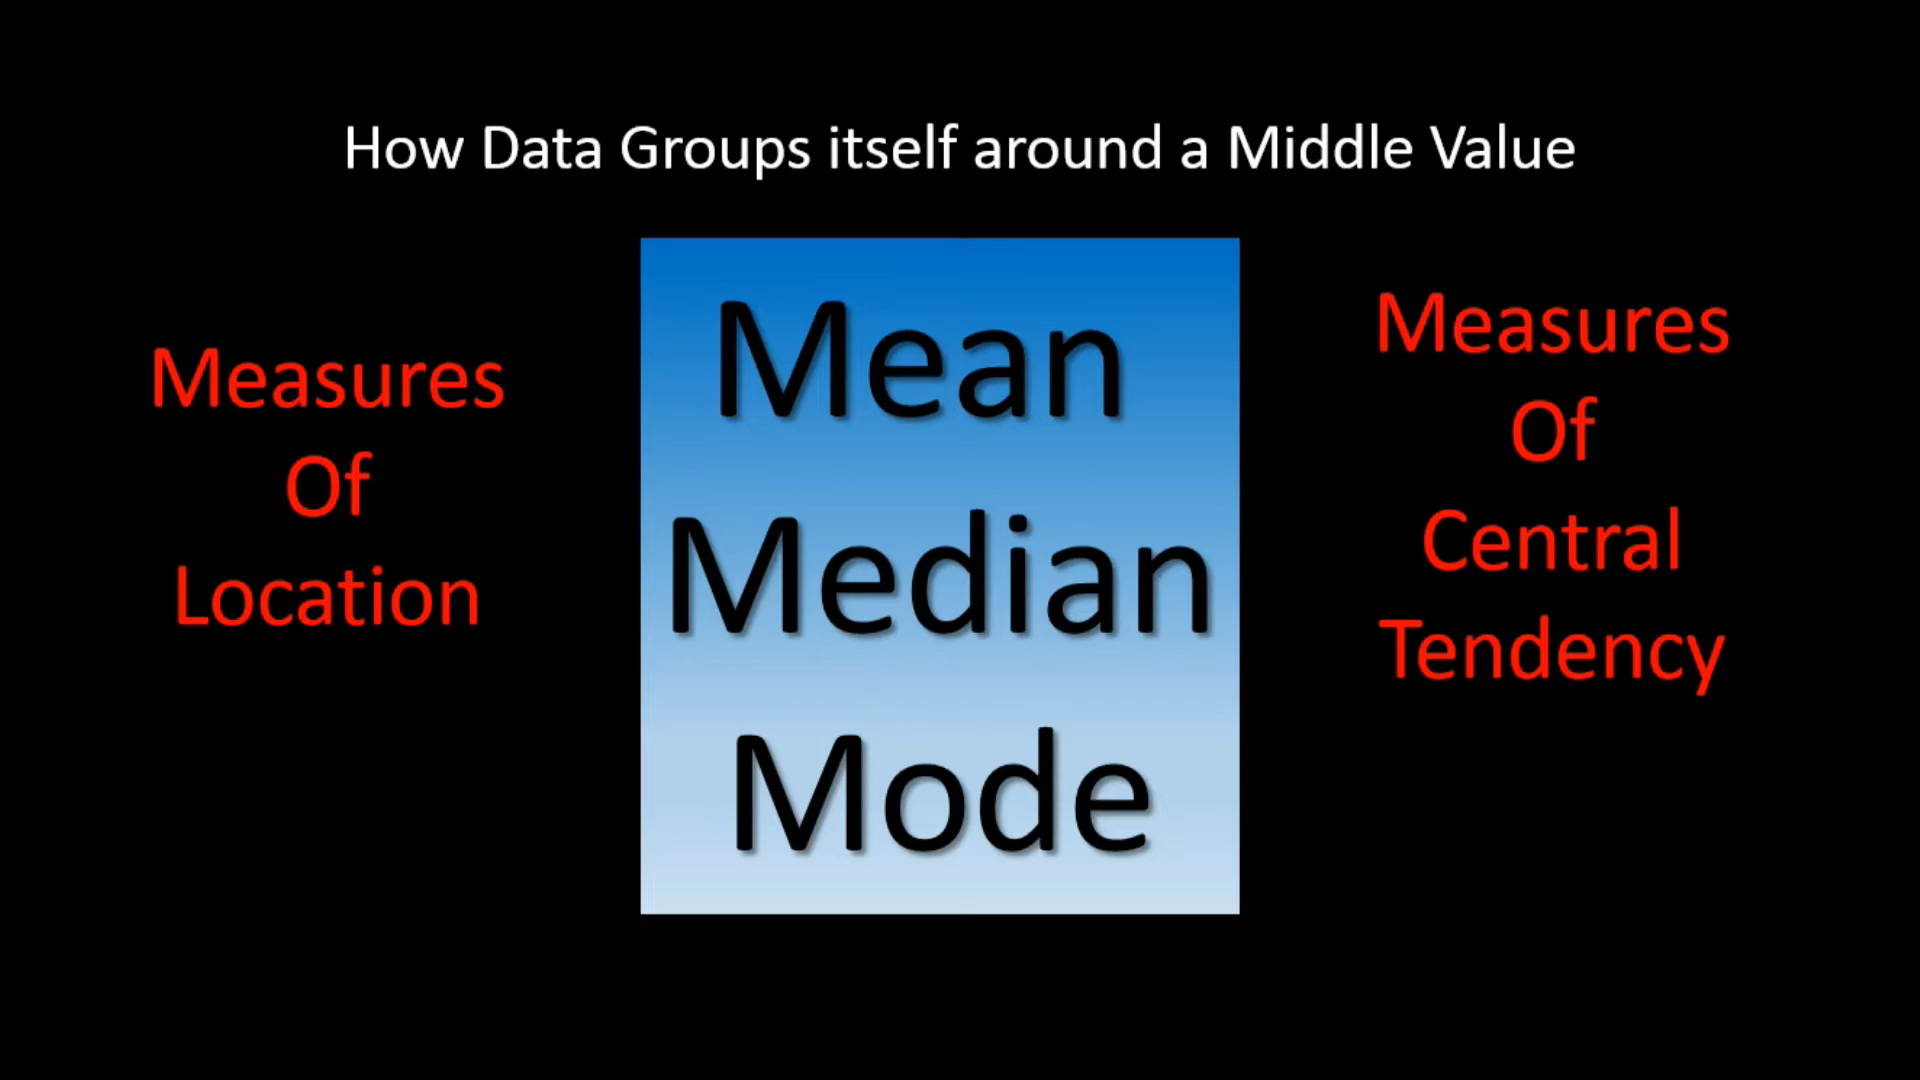 How Data Groups itself around a Middle Value
Measures
Of
Location
Mean
Median
Mode
Measures
Of
Central
Tendency